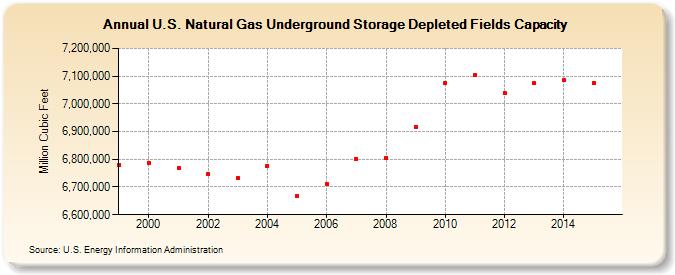 Annual U.S. Natural Gas Underground Storage Depleted Fields Capacity
Million Cubic Feet
7,200,000
7,100,000
7,000,000
6,900,000
6,800,000
6,700,000
6,600,000
2000 2002 2004 2006 2008 2010 2012 2014
Source: U.S. Energy Information Administration